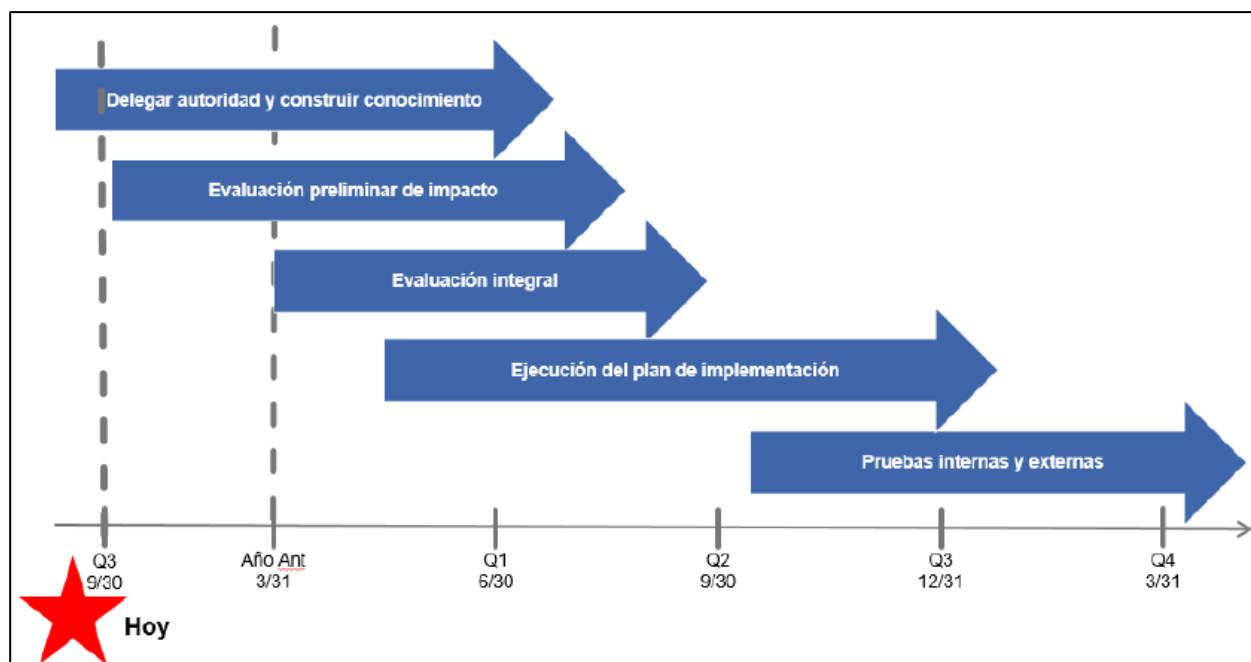 Delegar autoridad y construir conocimiento
Evaluación preliminar de impacto
Evaluación integral
Ejecución del plan de implementación
Pruebas internas y externas
Q3
9/30
Año Ant
3/31
Q1
6/30
Q2
9/30
Q3
12/31
Q4
3/31
Hoy